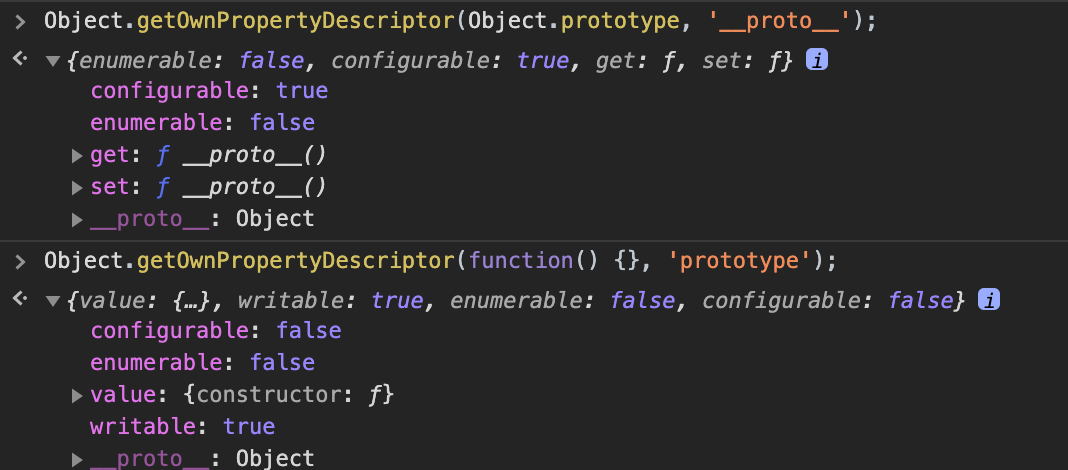 > Object.getOwnPropertyDescriptor(Object.prototype, '__proto__');
<· ▼{enumerable: false, configurable: true, get: ƒ, set: ƒ} i
configurable: true
enumerable: false
▶get: ƒ __proto__()
▶set: ƒ __proto__()
▶__proto__: Object
> Object.getOwnPropertyDescriptor(function() {}, 'prototype');
<· ▼{value: {…}, writable: true, enumerable: false, configurable: false} i
configurable: false
enumerable: false
▶value: {constructor: ƒ}
writable: true
▶__proto__: Object